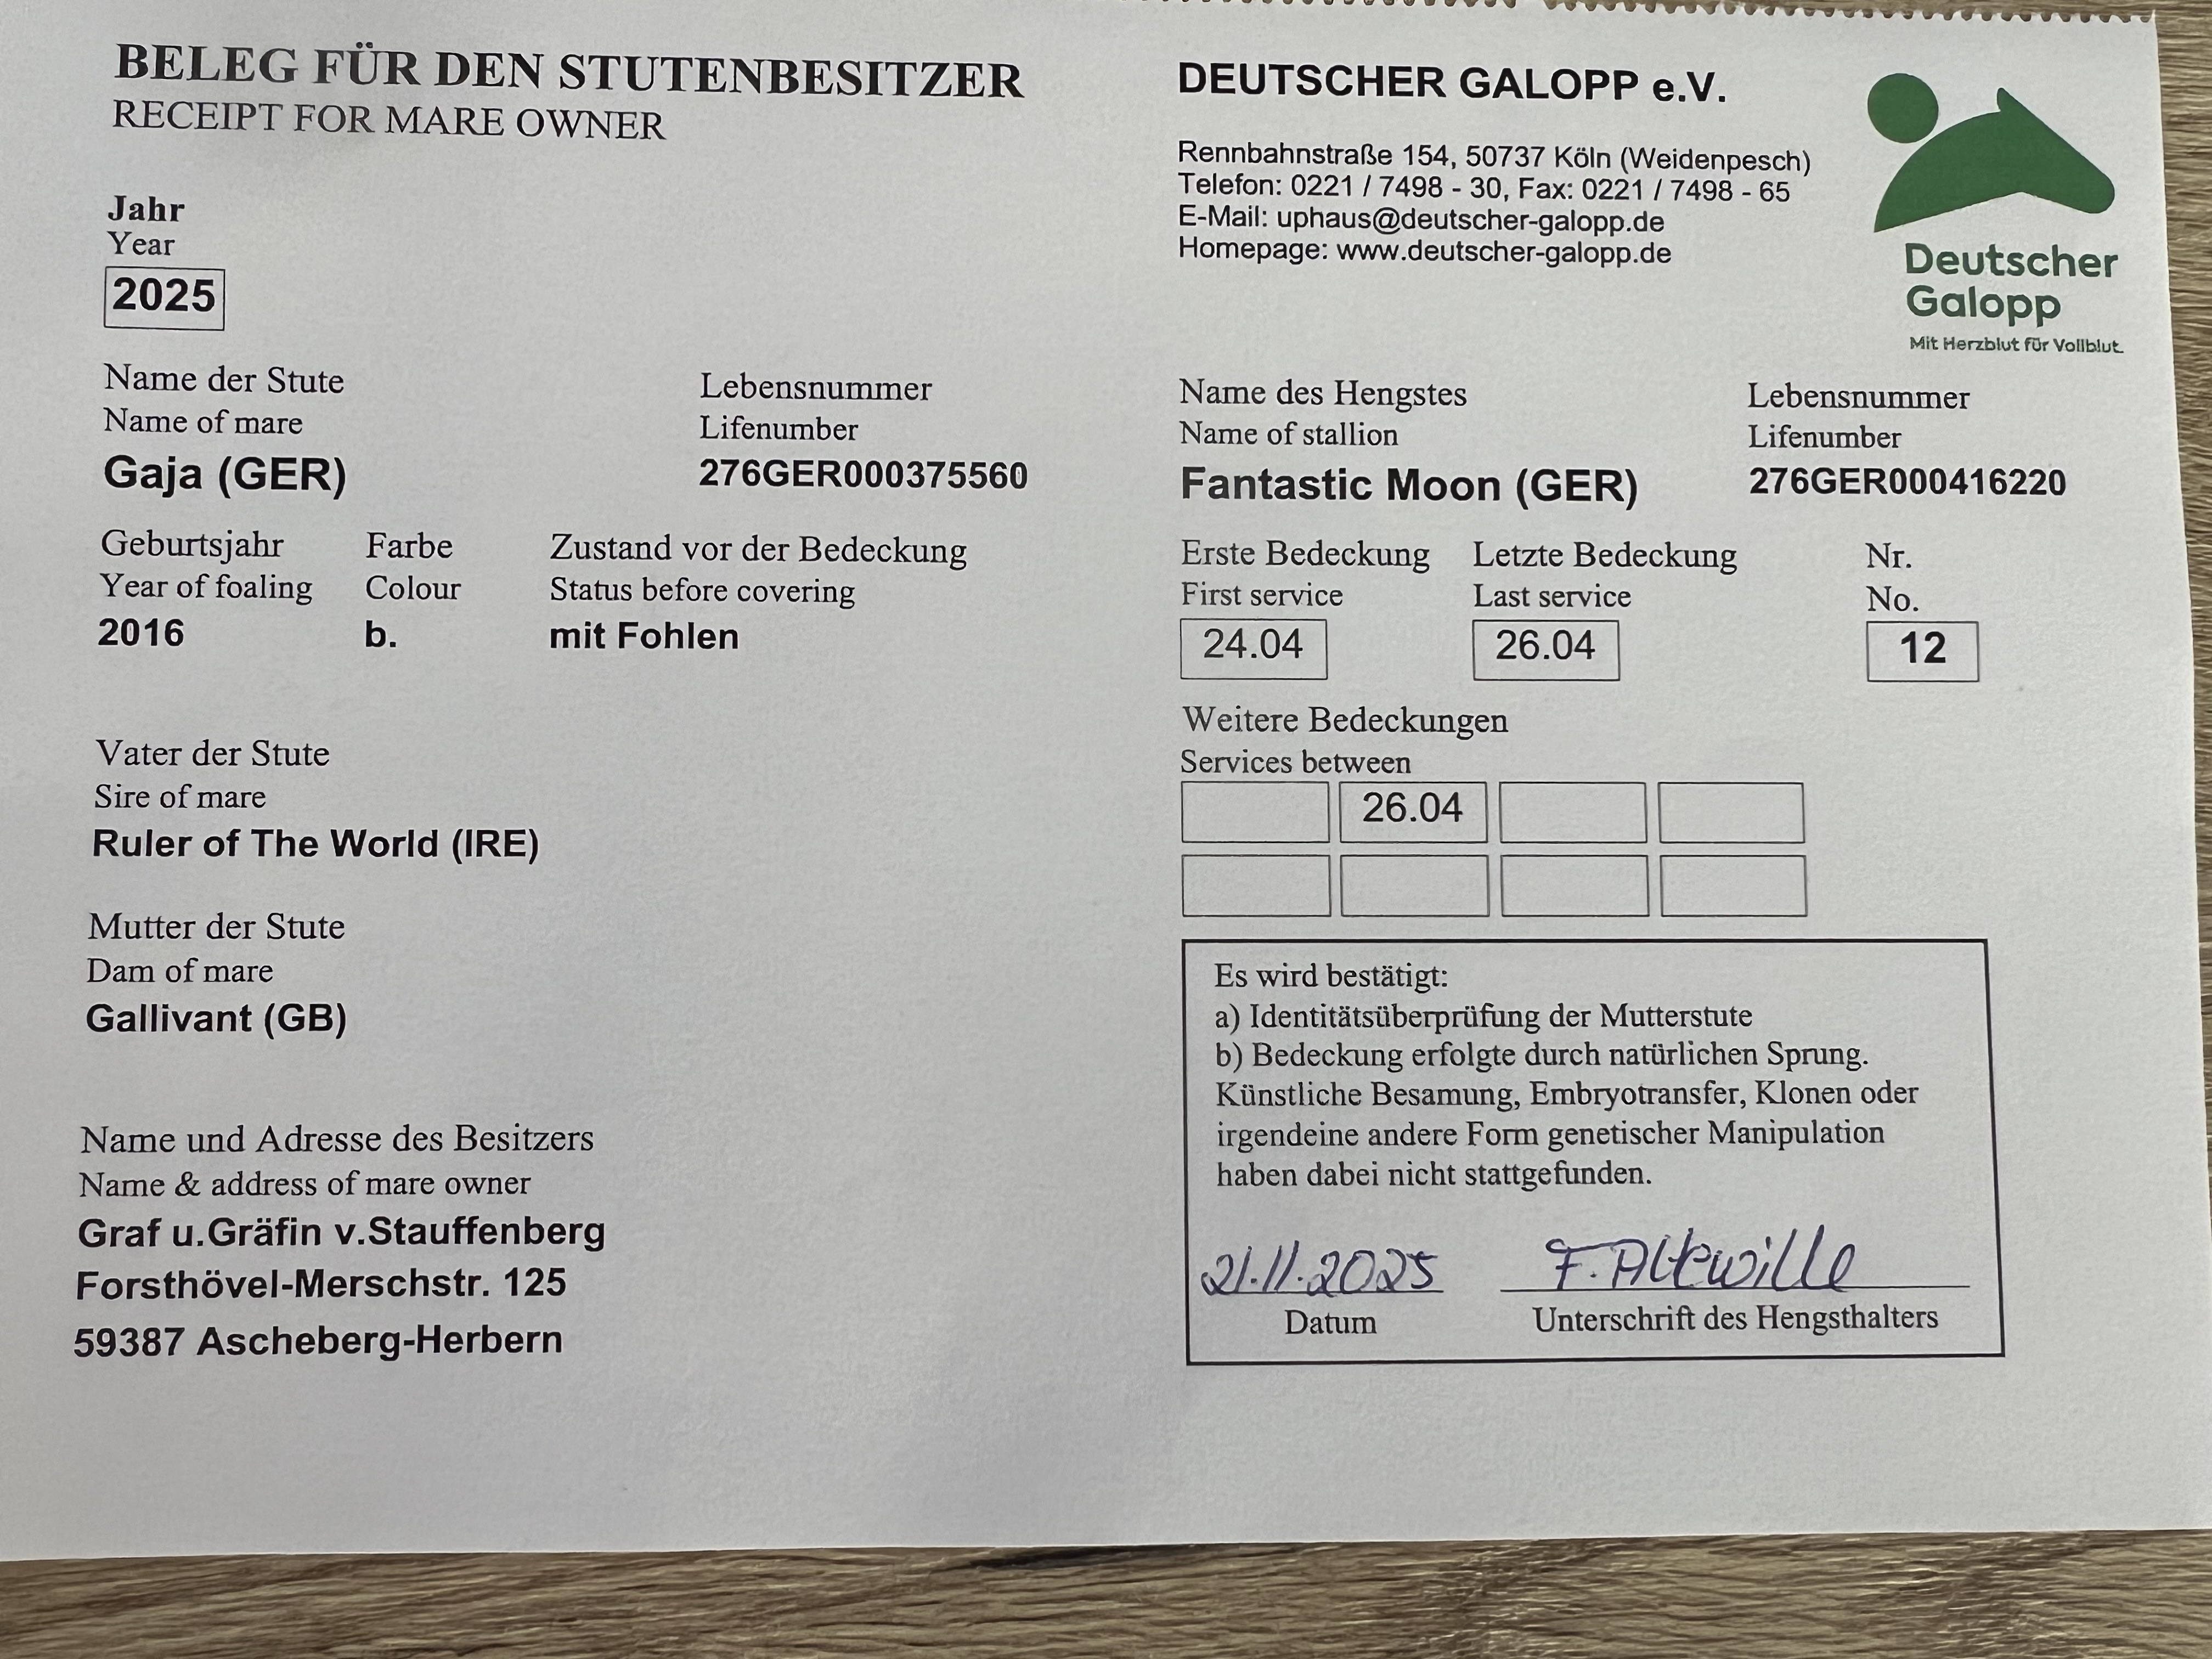 BELEG FÜR DEN STUTENBESITZER
RECEIPT FOR MARE OWNER
Jahr
Year
2025
Name der Stute
Name of mare
Gaja (GER)
Lebensnummer
Lifenumber
276GER000375560
Geburtsjahr
Year of foaling
2016
Farbe
Colour
b.
Zustand vor der Bedeckung
Status before covering
mit Fohlen
Vater der Stute
Sire of mare
Ruler of The World (IRE)
Mutter der Stute
Dam of mare
Gallivant (GB)
Name und Adresse des Besitzers
Name & address of mare owner
Graf u.Gräfin v.Stauffenberg
Forsthövel-Merschstr. 125
59387 Ascheberg-Herbern
DEUTSCHER GALOPP e.V.
Rennbahnstraße 154, 50737 Köln (Weidenpesch)
Telefon: 0221 / 7498 - 30, Fax: 0221 / 7498 - 65
E-Mail: uphaus@deutscher-galopp.de
Homepage: www.deutscher-galopp.de
Deutscher
Galopp
Mit Herzblut für Vollblut.
Name des Hengstes
Name of stallion
Fantastic Moon (GER)
Lebensnummer
Lifenumber
276GER000416220
Erste Bedeckung
First service
24.04
Letzte Bedeckung
Last service
26.04
Nr.
No.
12
Weitere Bedeckungen
Services between
26.04
Es wird bestätigt:
a) Identitätsüberprüfung der Mutterstute
b) Bedeckung erfolgte durch natürlichen Sprung.
Künstliche Besamung, Embryotransfer, Klonen oder
irgendeine andere Form genetischer Manipulation
haben dabei nicht stattgefunden.
21.11.2025 F. Altewille
Datum Unterschrift des Hengsthalters